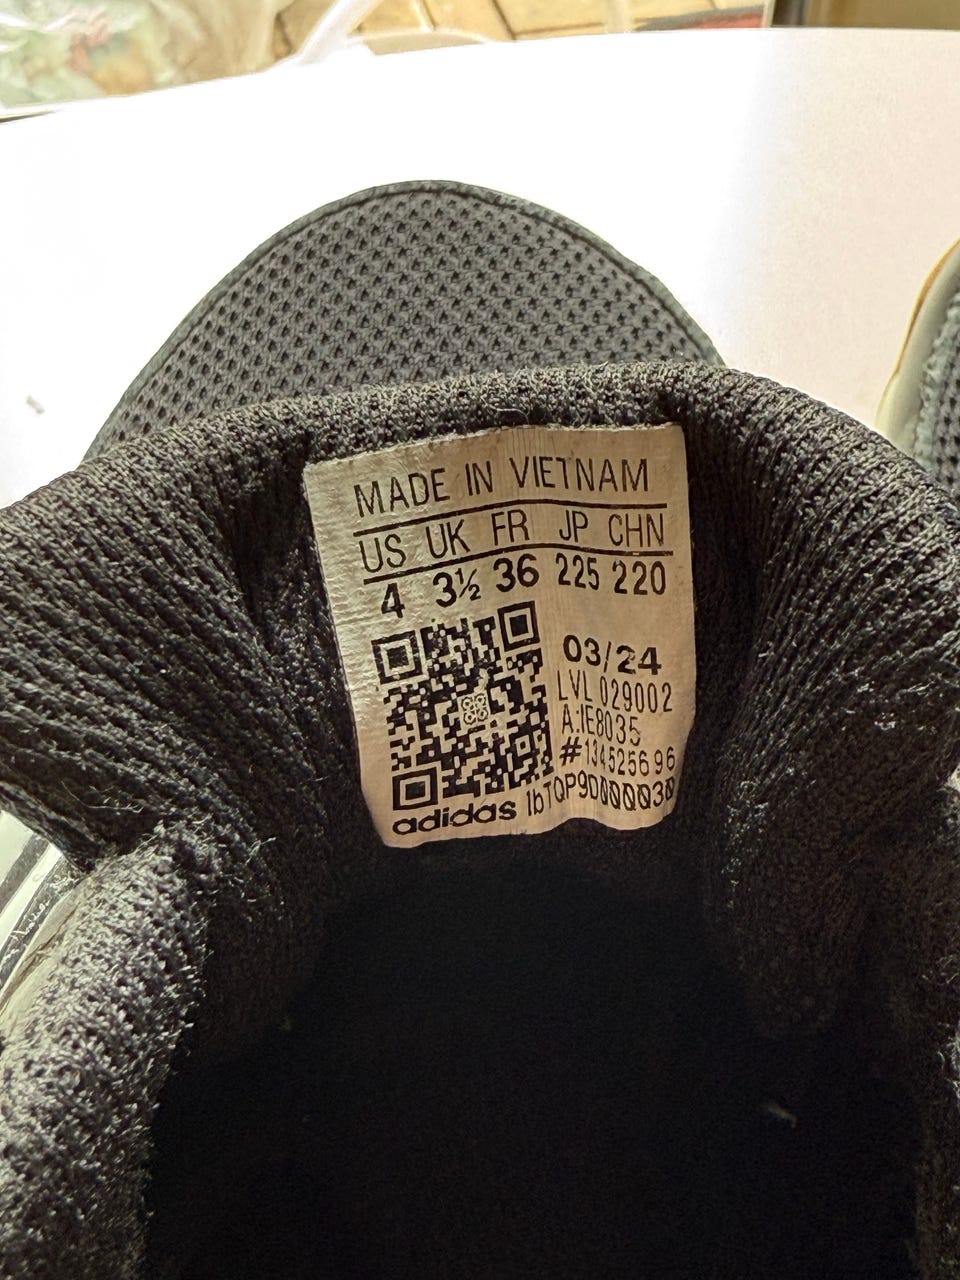 MADE IN VIETNAM
US UK FR JP CHN
4 3½ 36 225 220
03/24
LVL 029002
A:IE8035
#134525696
adidas 1bTQP9D0000030